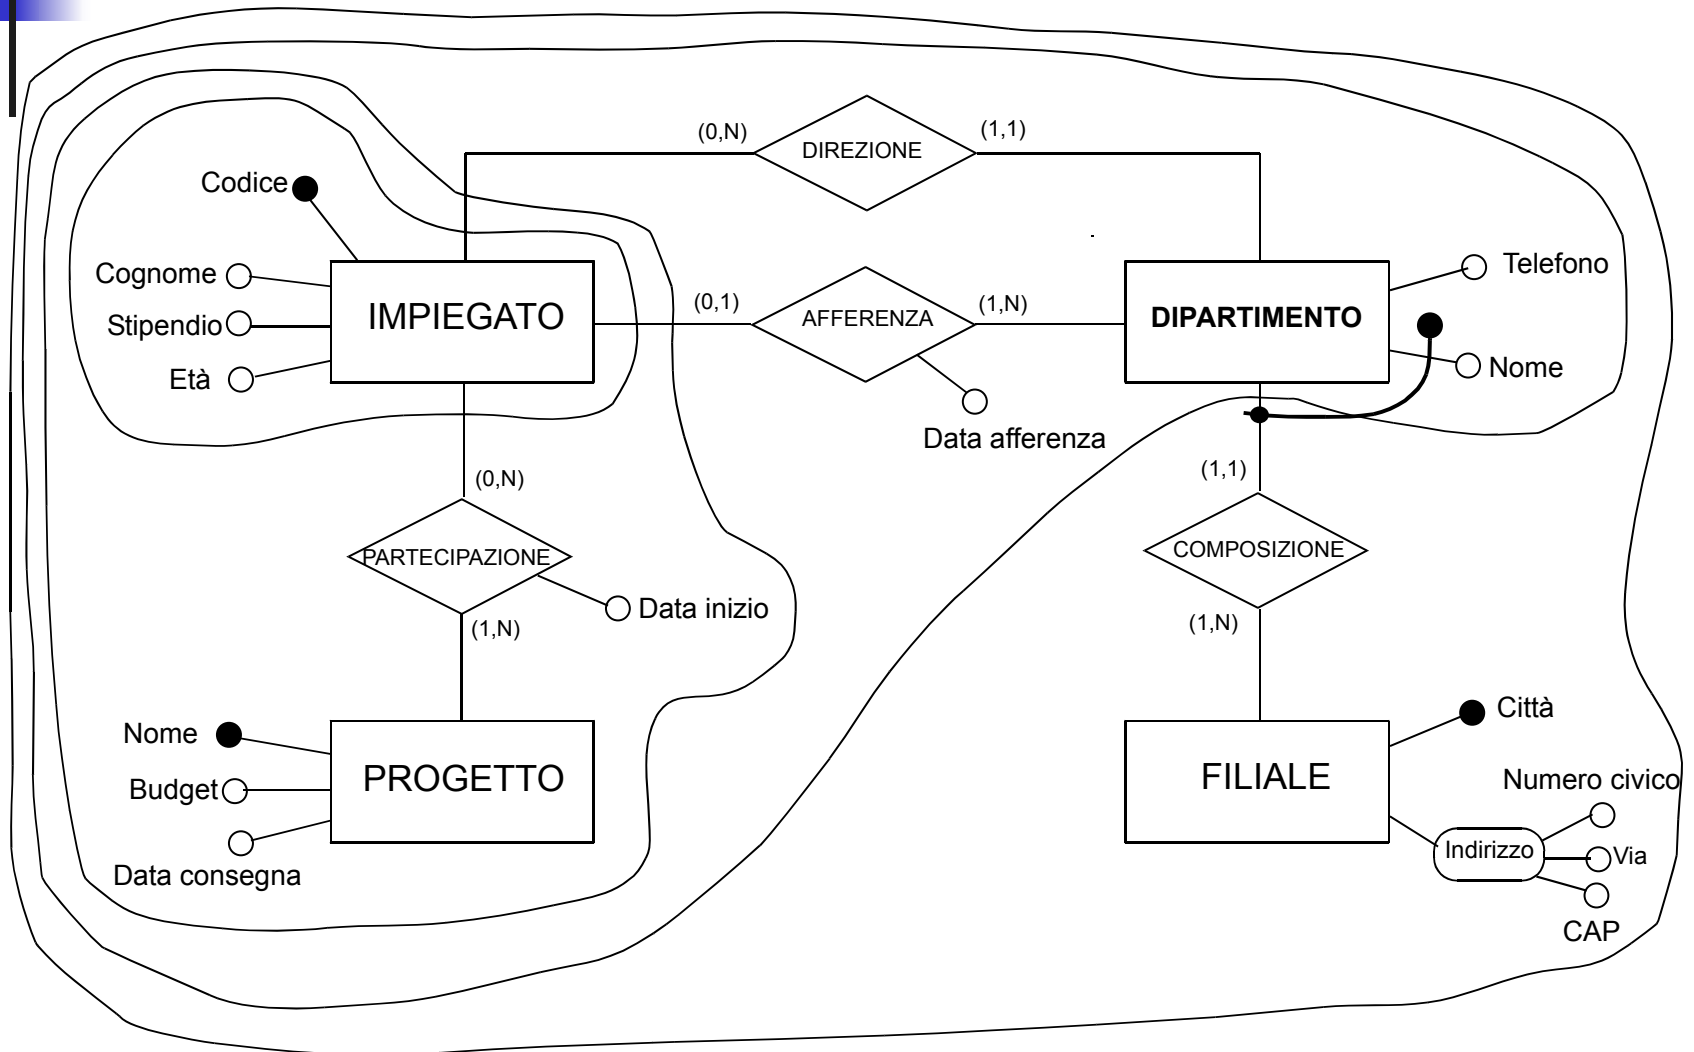 (0,N)
DIREZIONE
(1,1)
Codice
Cognome
Stipendio
Età
IMPIEGATO
(0,1)
AFFERENZA
(1,N)
Data afferenza
DIPARTIMENTO
Telefono
Nome
(0,N)
PARTECIPAZIONE
Data inizio
(1,N)
(1,1)
COMPOSIZIONE
(1,N)
Nome
Budget
Data consegna
PROGETTO
FILIALE
Città
Numero civico
Indirizzo
Via
CAP